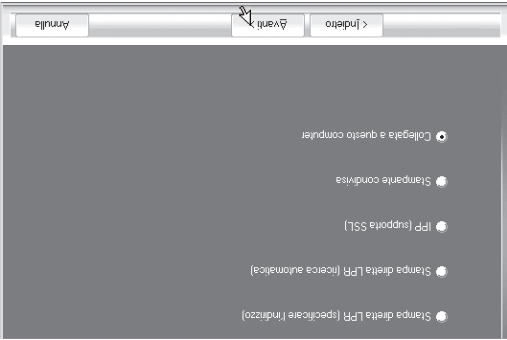 Stampa diretta LPR (specificare l'indirizzo)
Stampa diretta LPR (ricerca automatica)
IPP (supporta SSL)
Stampante condivisa
Collegata a questo computer
< Indietro
Avanti >
Annulla